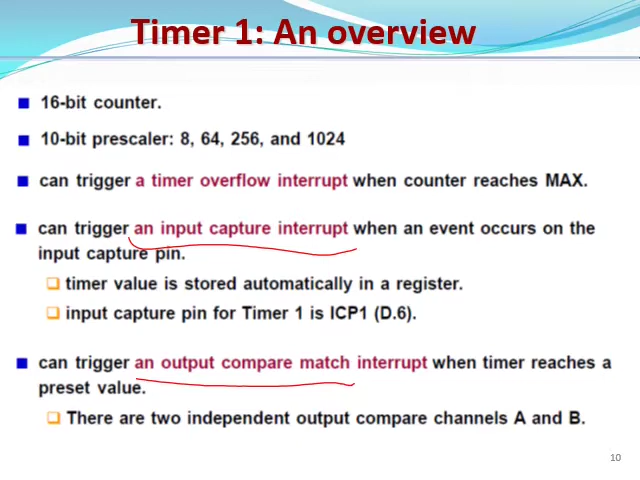 Timer 1: An overview
16-bit counter.
10-bit prescaler: 8, 64, 256, and 1024
can trigger a timer overflow interrupt when counter reaches MAX.
can trigger an input capture interrupt when an event occurs on the
input capture pin.
timer value is stored automatically in a register.
input capture pin for Timer 1 is ICP1 (D.6).
can trigger an output compare match interrupt when timer reaches a
preset value.
There are two independent output compare channels A and B.
10